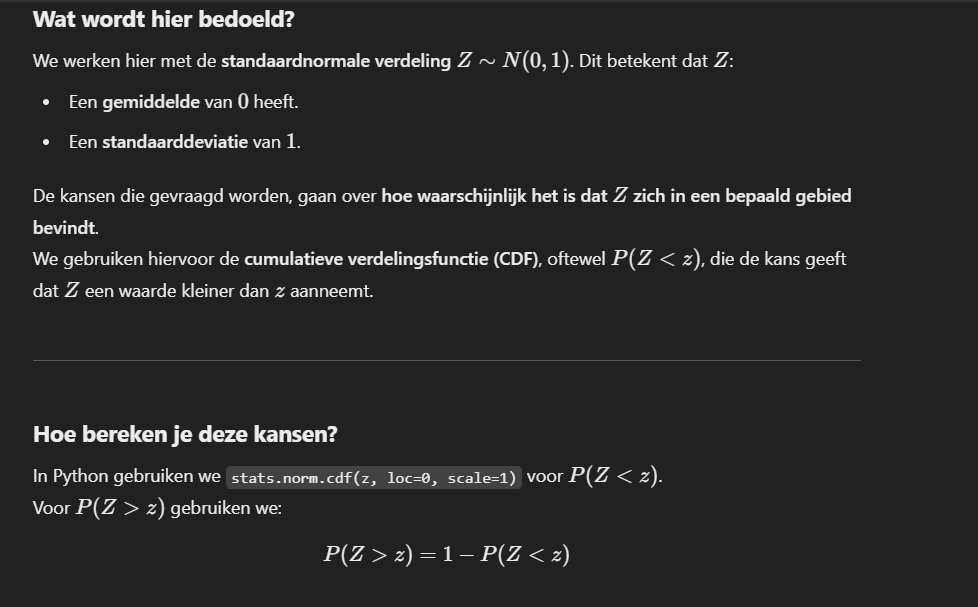 Wat wordt hier bedoeld?
We werken hier met de standaardnormale verdeling Z ∼ N(0, 1). Dit betekent dat Z:
• Een gemiddelde van 0 heeft.
• Een standaarddeviatie van 1.
De kansen die gevraagd worden, gaan over hoe waarschijnlijk het is dat Z zich in een bepaald gebied
bevindt.
We gebruiken hiervoor de cumulatieve verdelingsfunctie (CDF), oftewel P(Z < z), die de kans geeft
dat Z een waarde kleiner dan z aanneemt.
Hoe bereken je deze kansen?
In Python gebruiken we stats.norm.cdf(z, loc=0, scale=1) voor P(Z < z).
Voor P(Z > z) gebruiken we:
P(Z > z) = 1 − P(Z < z)